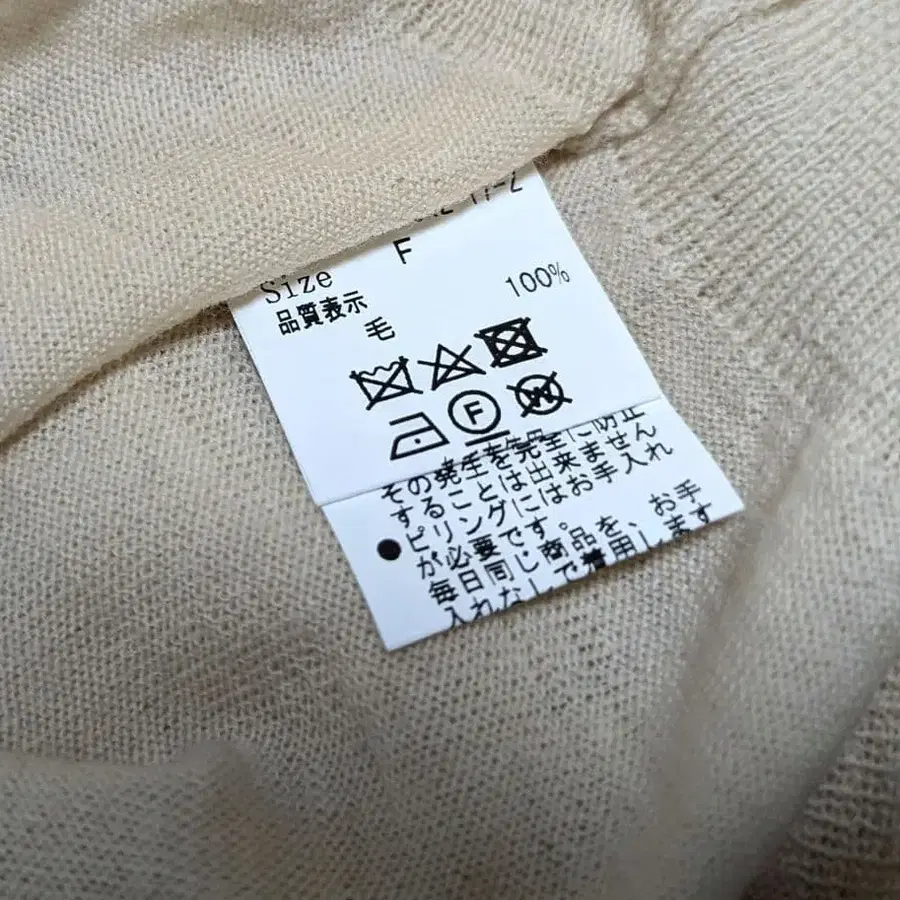 Size F
品質表示
毛 100%
その発生を完全に防止
することは出来ません
●ピリングにはお手入れ
が必要です。
毎日同じ商品を、お手
入れなしで着用します